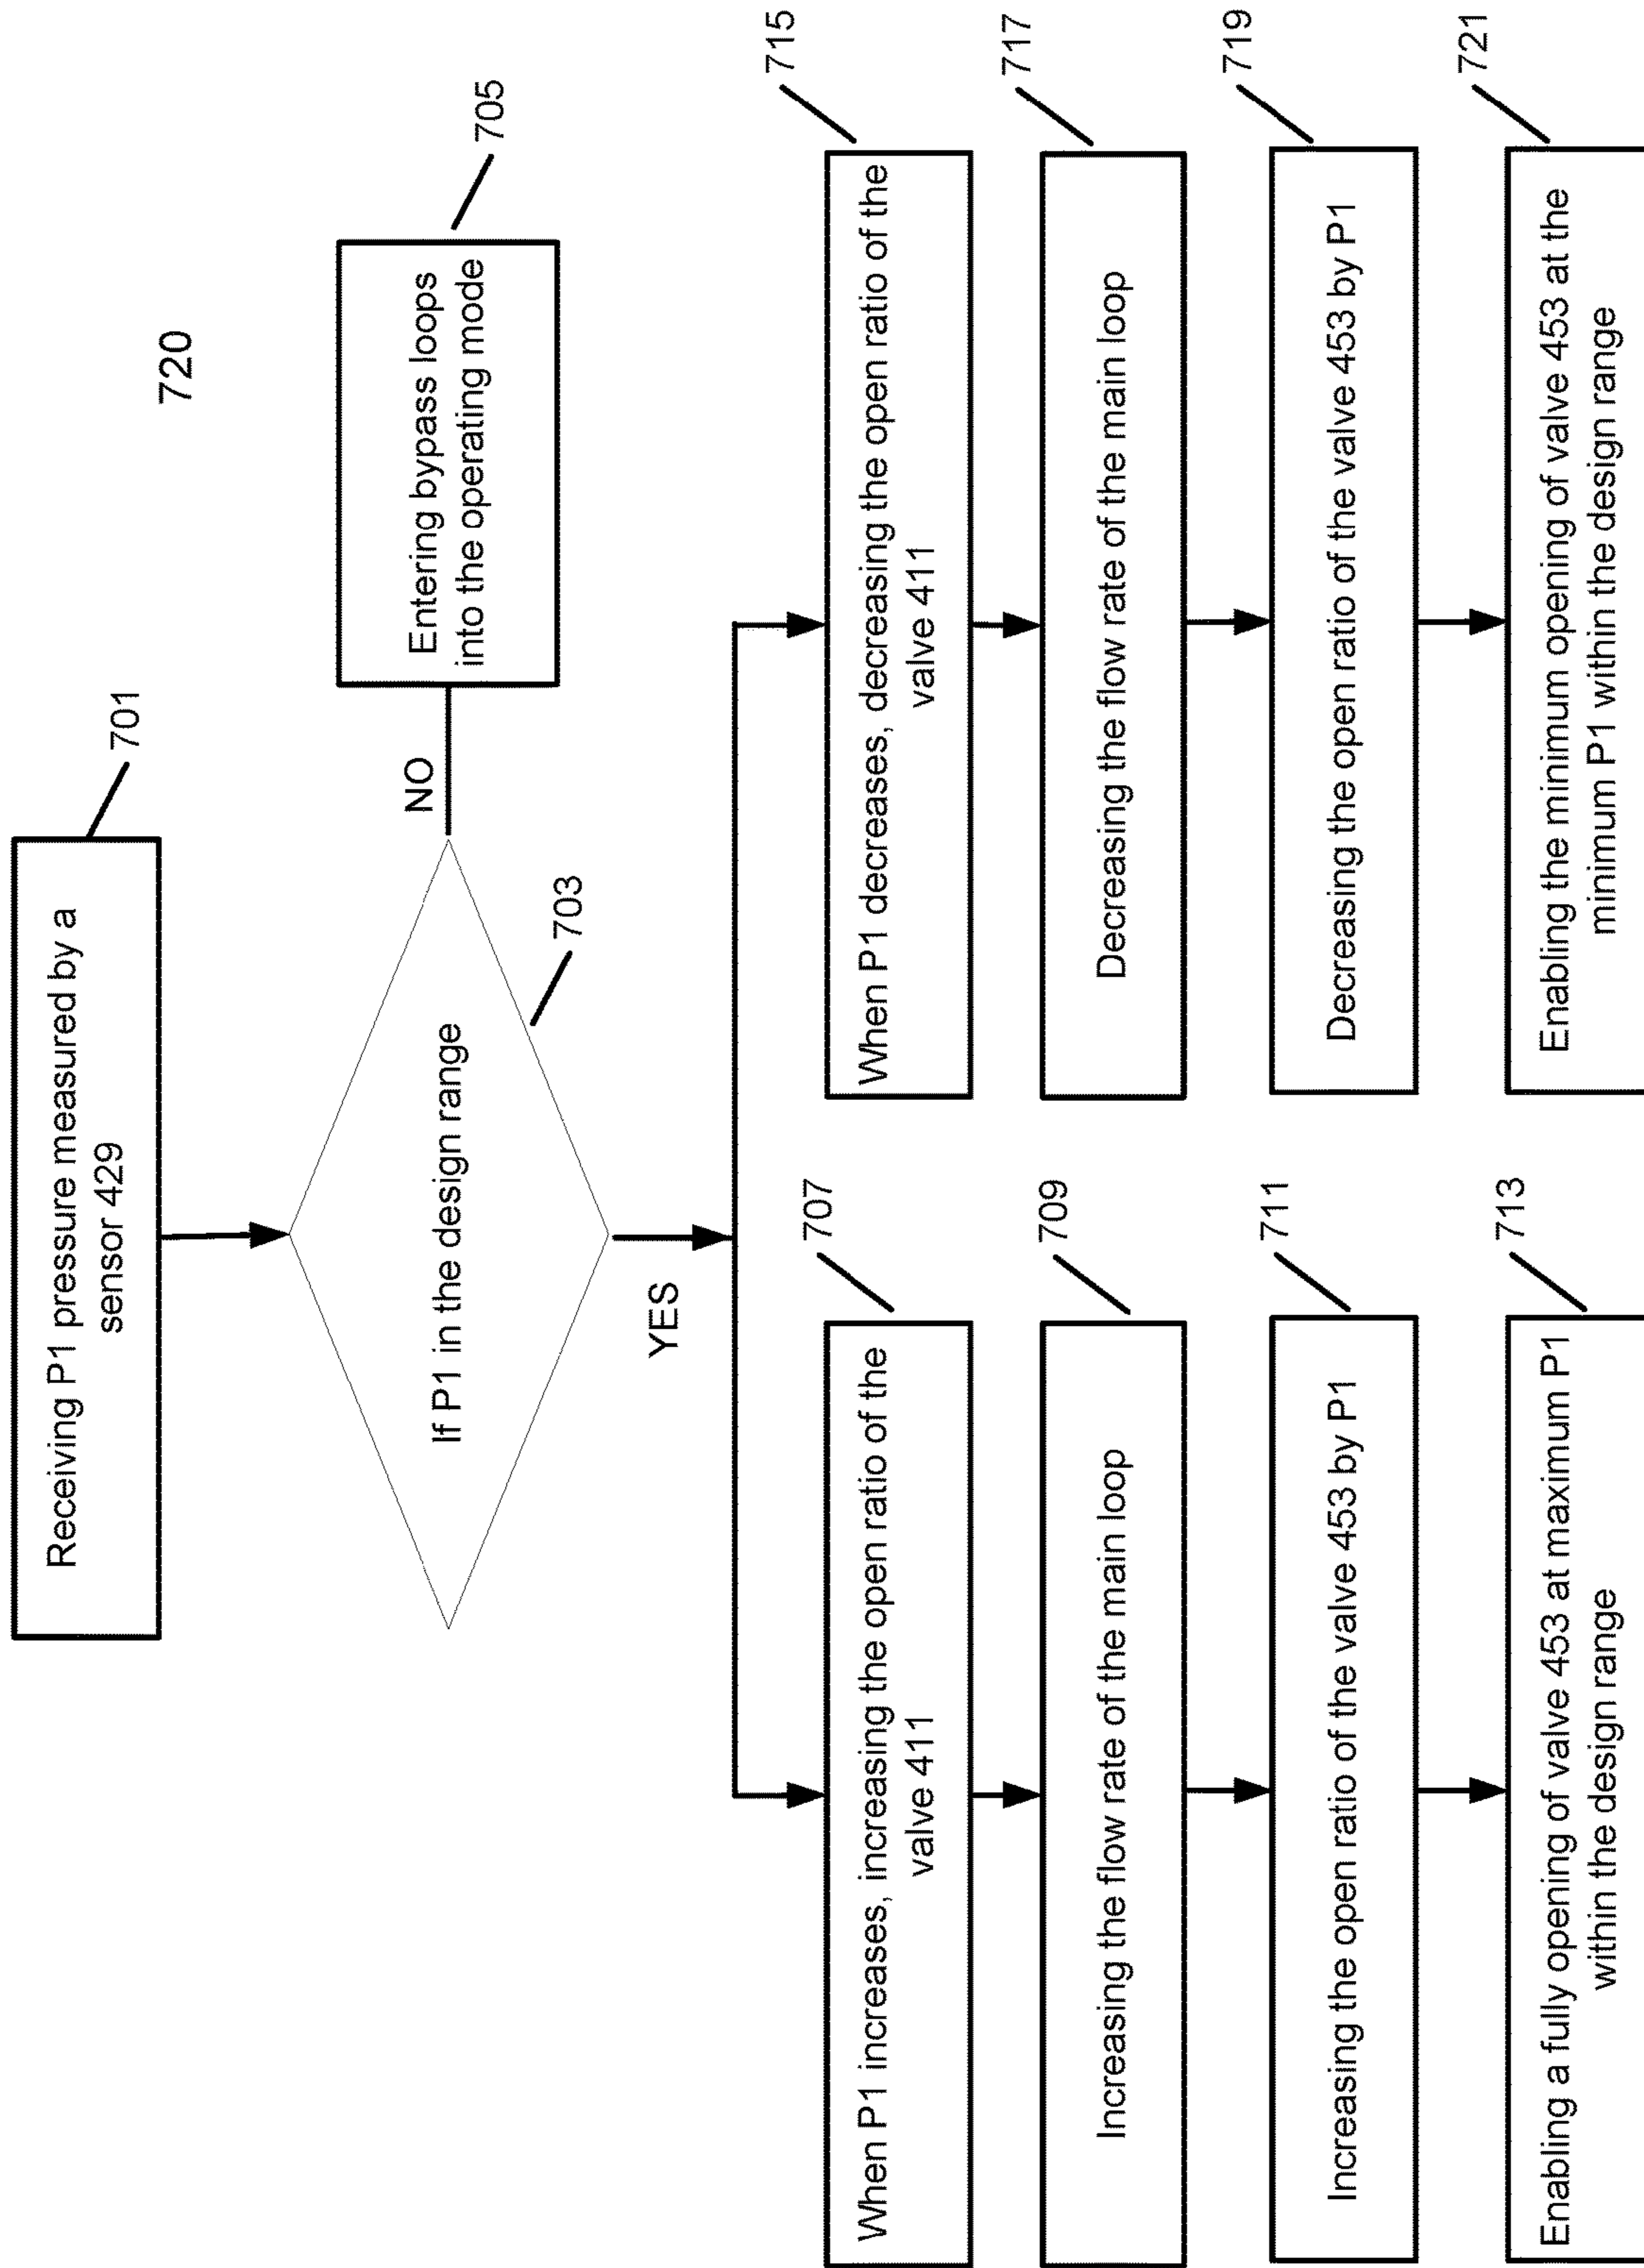 720
Receiving P1 pressure measured by a
sensor 429
701
If P1 in the design range
703
NO
Entering bypass loops
into the operating mode
705
YES
When P1 increases, increasing the open ratio of the
valve 411
707
Increasing the flow rate of the main loop
709
Increasing the open ratio of the valve 453 by P1
711
Enabling a fully opening of valve 453 at maximum P1
within the design range
713
When P1 decreases, decreasing the open ratio of the
valve 411
715
Decreasing the flow rate of the main loop
717
Decreasing the open ratio of the valve 453 by P1
719
Enabling the minimum opening of valve 453 at the
minimum P1 within the design range
721